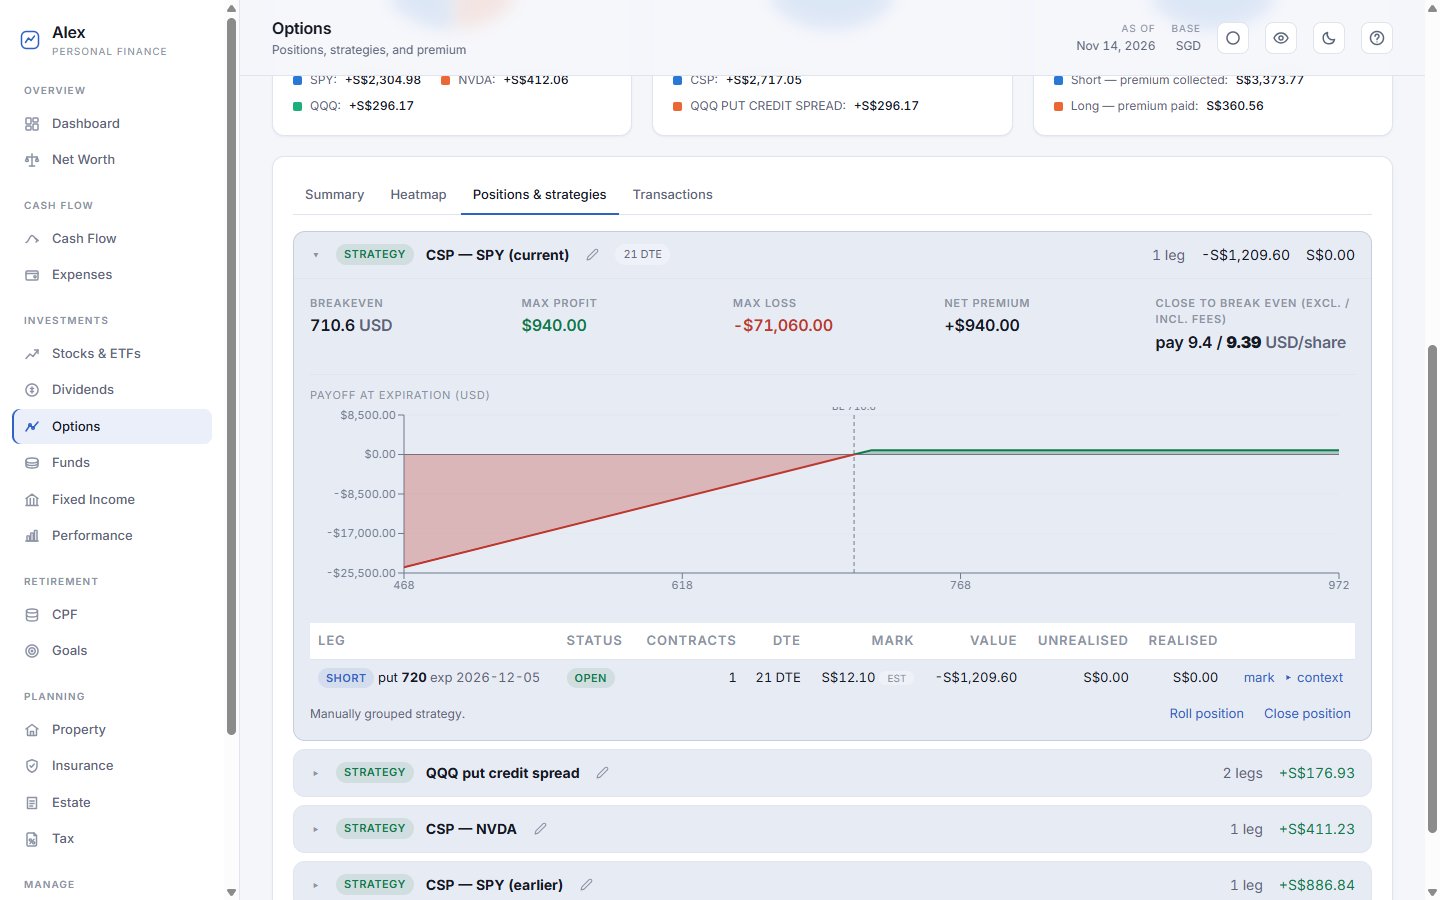 Alex
PERSONAL FINANCE
OVERVIEW
Dashboard
Net Worth
CASH FLOW
Cash Flow
Expenses
INVESTMENTS
Stocks & ETFs
Dividends
Options
Funds
Fixed Income
Performance
RETIREMENT
CPF
Goals
PLANNING
Property
Insurance
Estate
Tax
MANAGE
Options
Positions, strategies, and premium
AS OF
Nov 14, 2026
BASE
SGD
SPY: +S$2,304.98 NVDA: +S$412.06
QQQ: +S$296.17
CSP: +S$2,717.05
QQQ PUT CREDIT SPREAD: +S$296.17
Short — premium collected: S$3,373.77
Long — premium paid: S$360.56
Summary Heatmap Positions & strategies Transactions
STRATEGY CSP — SPY (current) 21 DTE 1 leg -S$1,209.60 S$0.00
BREAKEVEN
710.6 USD
MAX PROFIT
$940.00
MAX LOSS
-$71,060.00
NET PREMIUM
+$940.00
CLOSE TO BREAK EVEN (EXCL. /
INCL. FEES)
pay 9.4 / 9.39 USD/share
PAYOFF AT EXPIRATION (USD)
BE 710.6
$8,500.00
$0.00
-$8,500.00
-$17,000.00
-$25,500.00
468 618 768 972
LEG STATUS CONTRACTS DTE MARK VALUE UNREALISED REALISED
SHORT put 720 exp 2026-12-05 OPEN 1 21 DTE S$12.10 EST -S$1,209.60 S$0.00 S$0.00 mark context
Manually grouped strategy. Roll position Close position
STRATEGY QQQ put credit spread 2 legs +S$176.93
STRATEGY CSP — NVDA 1 leg +S$411.23
STRATEGY CSP — SPY (earlier) 1 leg +S$886.84